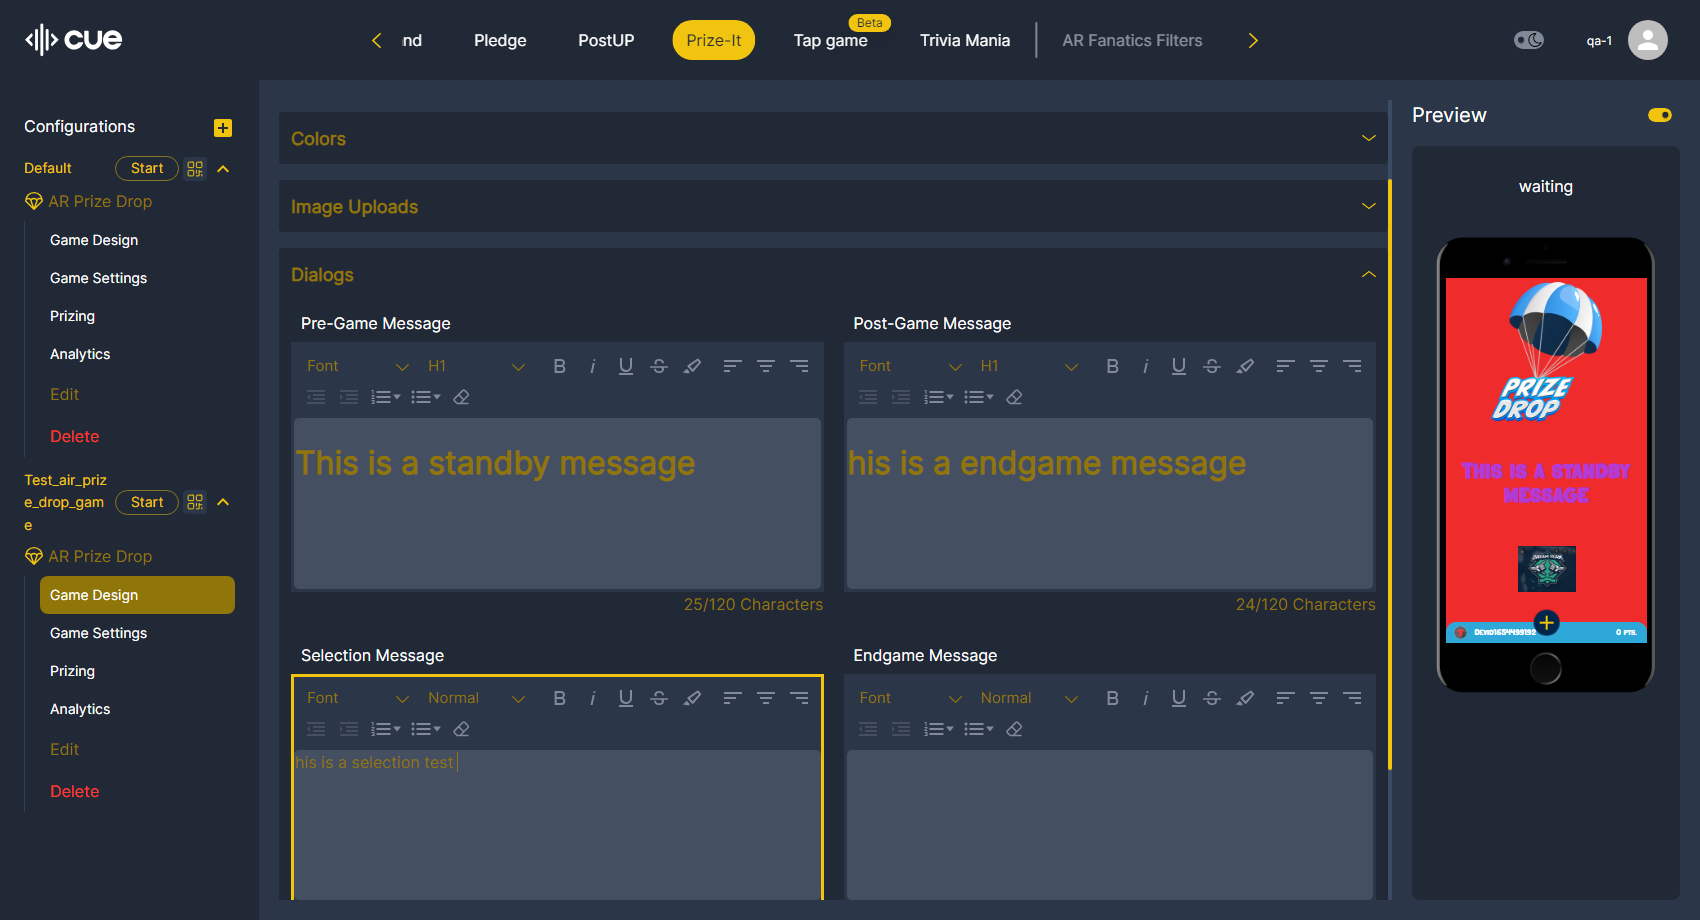 cue
nd
Pledge
PostUP
Prize-It
Beta
Tap game
Trivia Mania
AR Fanatics Filters
qa-1
Configurations
Default
Start
AR Prize Drop
Game Design
Game Settings
Prizing
Analytics
Edit
Delete
Test_air_priz
e_drop_gam
e
Start
AR Prize Drop
Game Design
Game Settings
Prizing
Analytics
Edit
Delete
Colors
Image Uploads
Dialogs
Pre-Game Message
Font
H1
This is a standby message
25/120 Characters
Post-Game Message
Font
H1
his is a endgame message
24/120 Characters
Selection Message
Font
Normal
his is a selection test
Endgame Message
Font
Normal
Preview
waiting
PRIZE
DROP
THIS IS A STANDBY
MESSAGE
0 PTS.